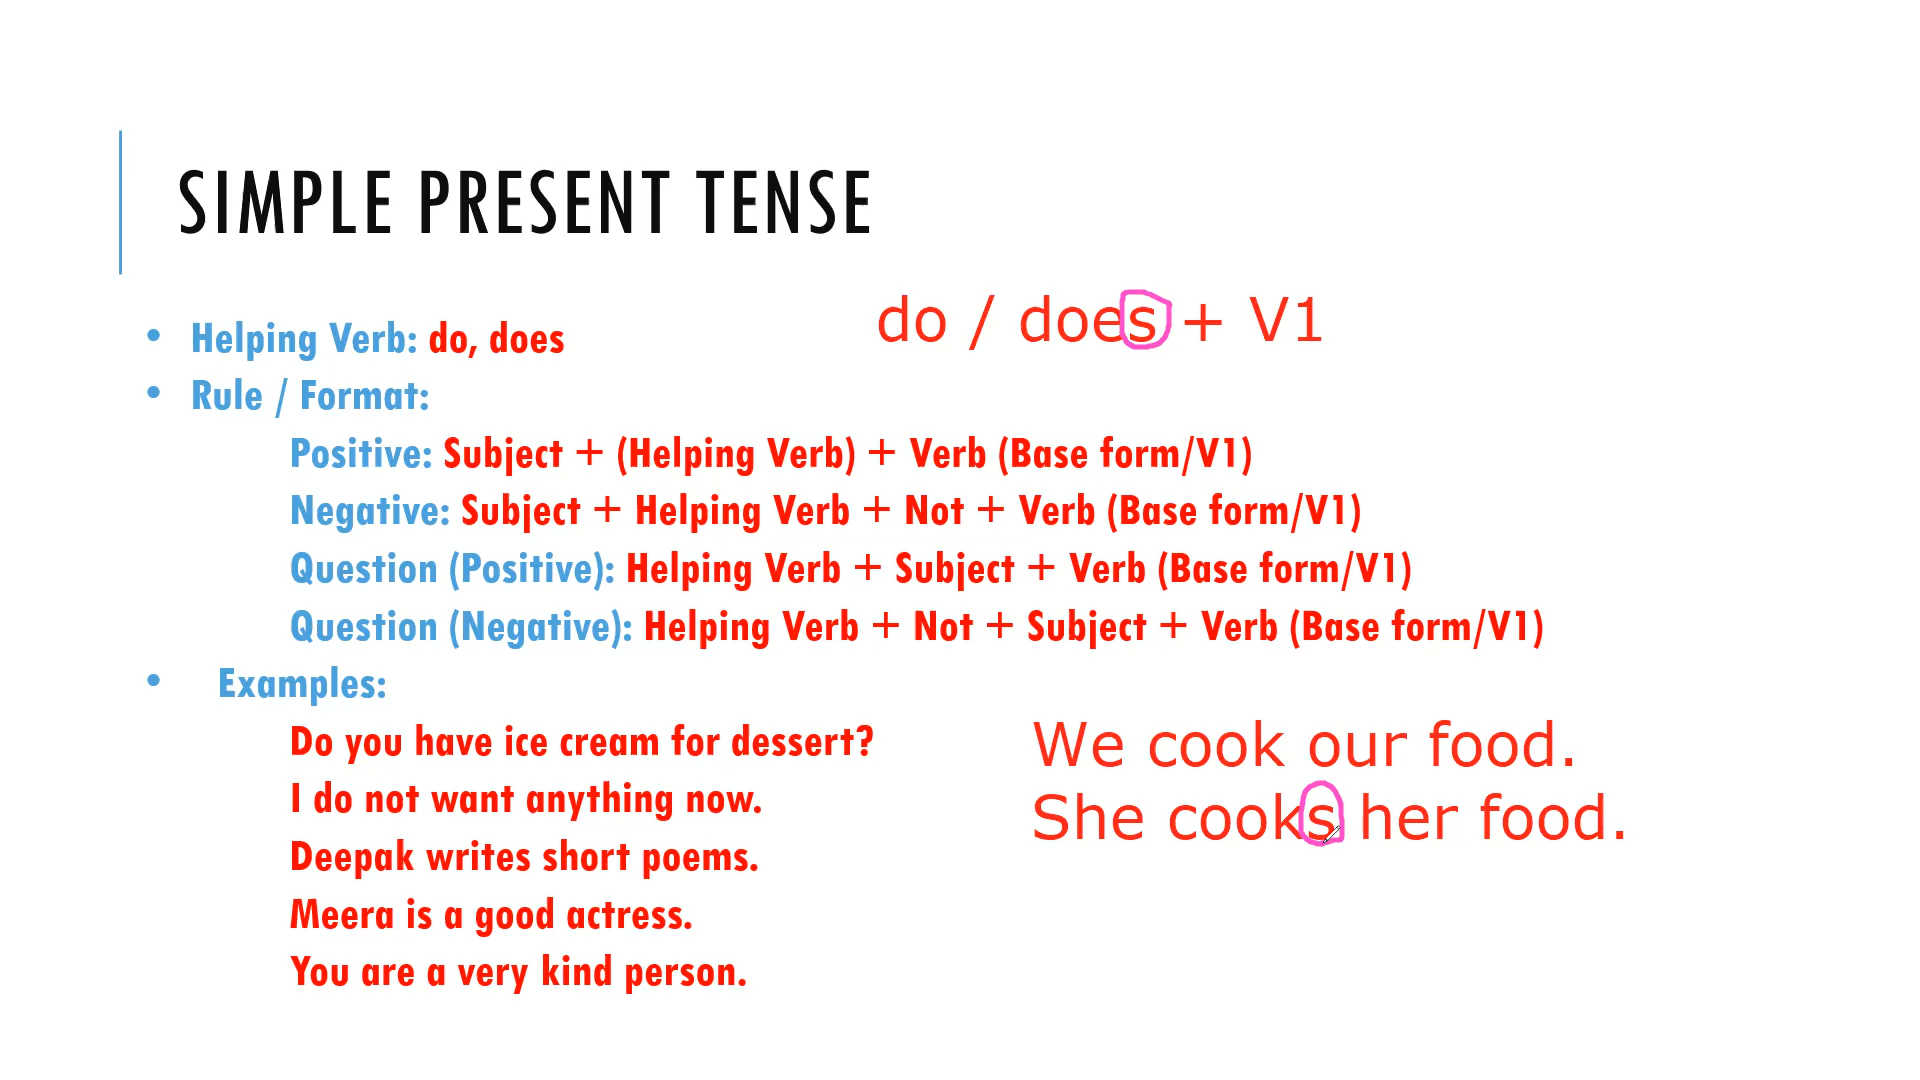 SIMPLE PRESENT TENSE
do / does + V1
• Helping Verb: do, does
• Rule / Format:
Positive: Subject + (Helping Verb) + Verb (Base form/V1)
Negative: Subject + Helping Verb + Not + Verb (Base form/V1)
Question (Positive): Helping Verb + Subject + Verb (Base form/V1)
Question (Negative): Helping Verb + Not + Subject + Verb (Base form/V1)
• Examples:
Do you have ice cream for dessert?
I do not want anything now.
Deepak writes short poems.
Meera is a good actress.
You are a very kind person.
We cook our food.
She cooks her food.